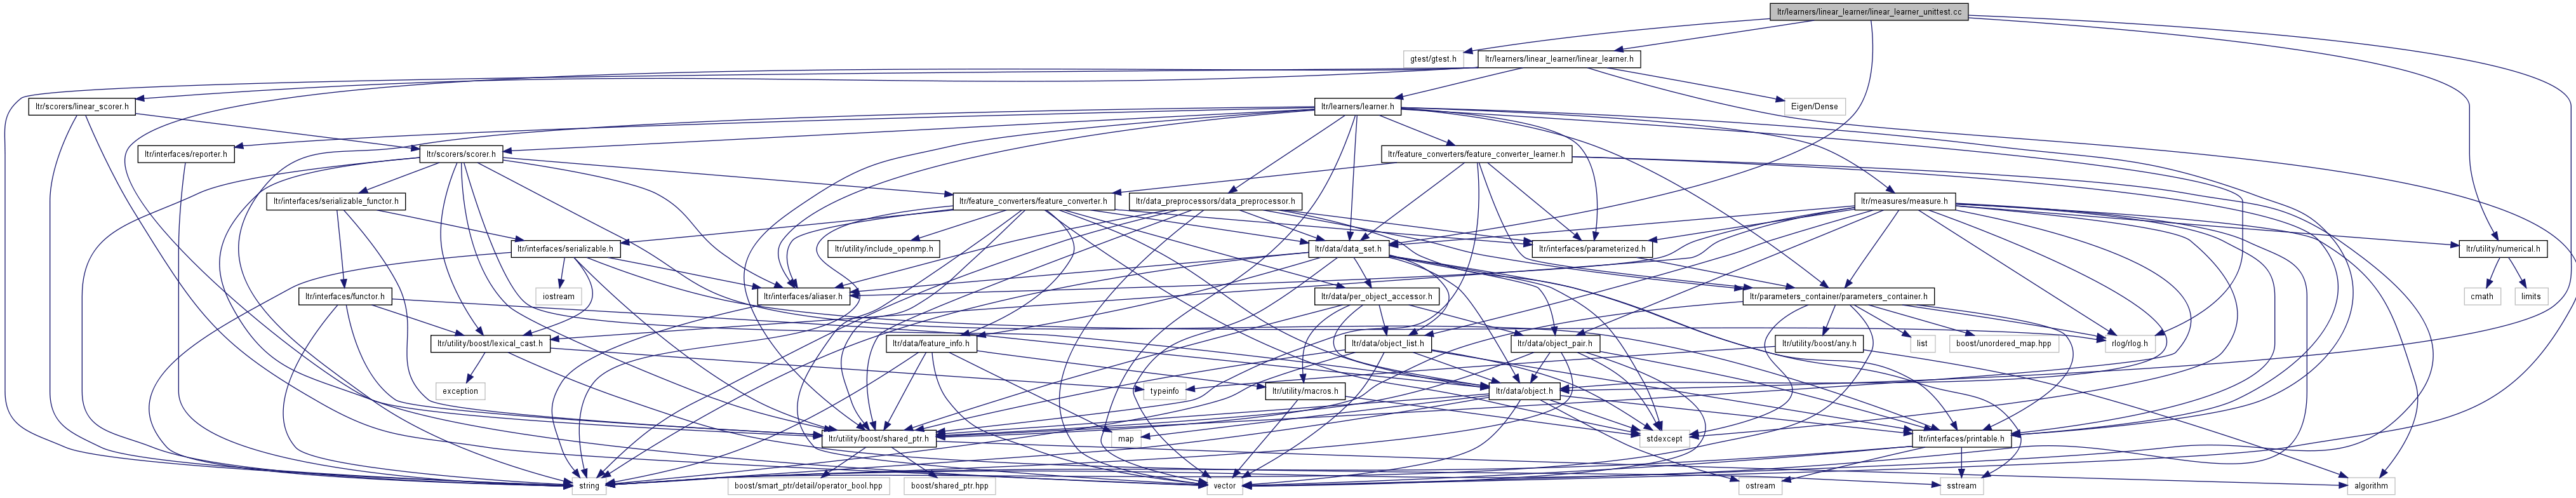 ltr/learners/linear_learner/linear_learner_unittest.cc
gtest/gtest.h
ltr/learners/linear_learner/linear_learner.h
ltr/scorers/linear_scorer.h
ltr/learners/learner.h
Eigen/Dense
ltr/interfaces/reporter.h
ltr/scorers/scorer.h
ltr/feature_converters/feature_converter_learner.h
ltr/interfaces/serializable_functor.h
ltr/feature_converters/feature_converter.h
ltr/data_preprocessors/data_preprocessor.h
ltr/measures/measure.h
ltr/interfaces/serializable.h
ltr/utility/include_openmp.h
ltr/data/data_set.h
ltr/interfaces/parameterized.h
ltr/utility/numerical.h
ltr/interfaces/functor.h
iostream
ltr/interfaces/aliaser.h
ltr/data/per_object_accessor.h
ltr/parameters_container/parameters_container.h
cmath
limits
ltr/utility/boost/lexical_cast.h
ltr/data/feature_info.h
ltr/data/object_list.h
ltr/data/object_pair.h
ltr/utility/boost/any.h
list
boost/unordered_map.hpp
rlog/rlog.h
exception
typeinfo
ltr/utility/macros.h
ltr/data/object.h
ltr/utility/boost/shared_ptr.h
map
stdexcept
ltr/interfaces/printable.h
string
boost/smart_ptr/detail/operator_bool.hpp
boost/shared_ptr.hpp
vector
ostream
sstream
algorithm